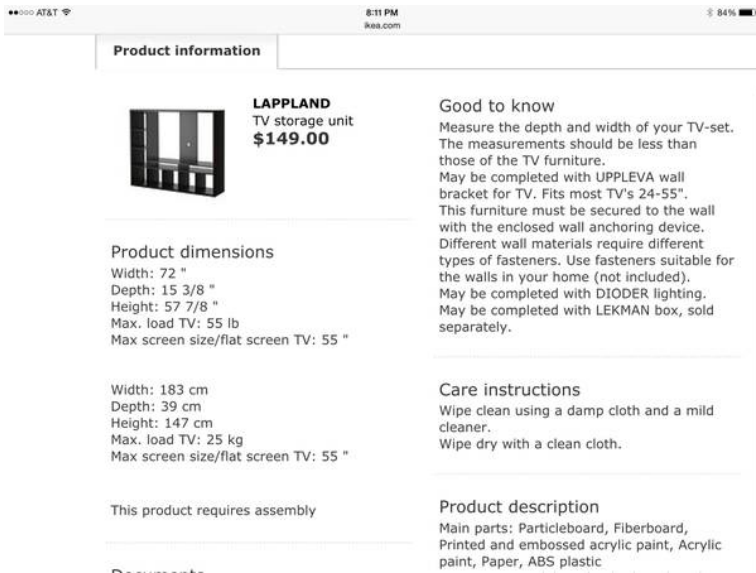 AT&T
8:11 PM
84%
ikea.com
Product information
LAPPLAND
TV storage unit
$149.00
Product dimensions
Width: 72 "
Depth: 15 3/8 "
Height: 57 7/8 "
Max. load TV: 55 lb
Max screen size/flat screen TV: 55 "
Width: 183 cm
Depth: 39 cm
Height: 147 cm
Max. load TV: 25 kg
Max screen size/flat screen TV: 55 "
This product requires assembly
Documents
Good to know
Measure the depth and width of your TV-set.
The measurements should be less than
those of the TV furniture.
May be completed with UPPLEVA wall
bracket for TV. Fits most TV's 24-55".
This furniture must be secured to the wall
with the enclosed wall anchoring device.
Different wall materials require different
types of fasteners. Use fasteners suitable for
the walls in your home (not included).
May be completed with DIODER lighting.
May be completed with LEKMAN box, sold
separately.
Care instructions
Wipe clean using a damp cloth and a mild
cleaner.
Wipe dry with a clean cloth.
Product description
Main parts: Particleboard, Fiberboard,
Printed and embossed acrylic paint, Acrylic
paint, Paper, ABS plastic